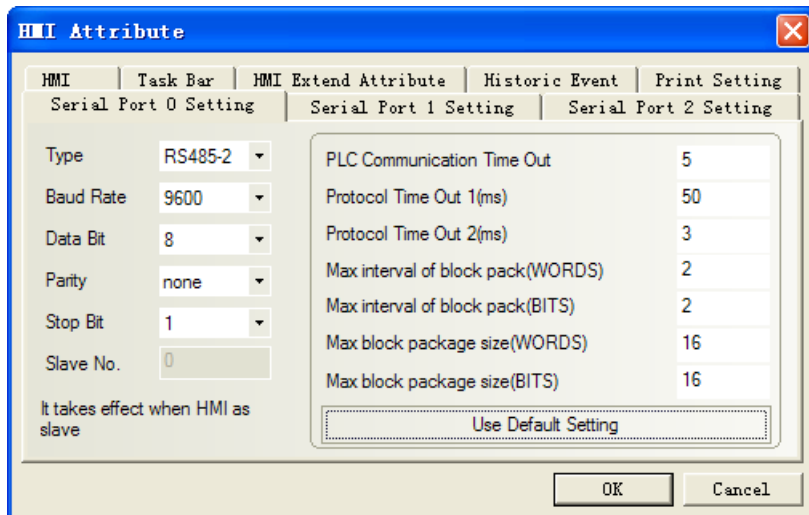 HMI Attribute
HMI Task Bar HMI Extend Attribute Historic Event Print Setting
Serial Port 0 Setting Serial Port 1 Setting Serial Port 2 Setting
Type RS485-2
Baud Rate 9600
Data Bit 8
Parity none
Stop Bit 1
Slave No. 0
It takes effect when HMI as
slave
PLC Communication Time Out 5
Protocol Time Out 1(ms) 50
Protocol Time Out 2(ms) 3
Max interval of block pack(WORDS) 2
Max interval of block pack(BITS) 2
Max block package size(WORDS) 16
Max block package size(BITS) 16
Use Default Setting
OK Cancel